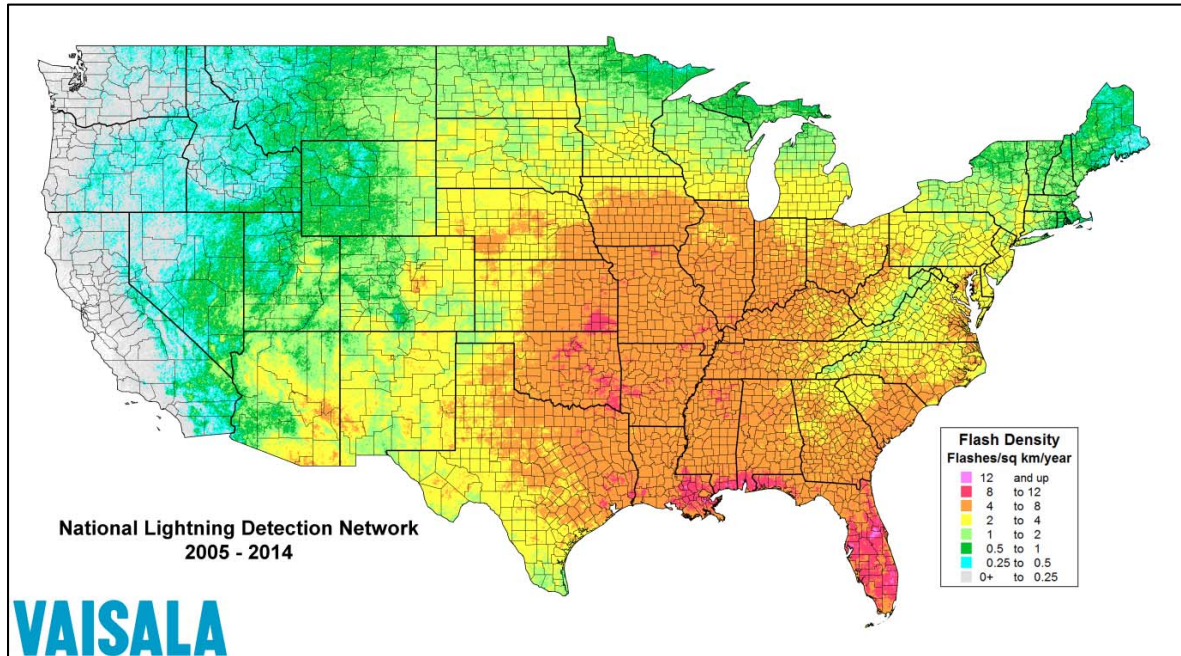 National Lightning Detection Network
2005 - 2014
VAISALA
Flash Density
Flashes/sq km/year
12 and up
8 to 12
4 to 8
2 to 4
1 to 2
0.5 to 1
0.25 to 0.5
0+ to 0.25